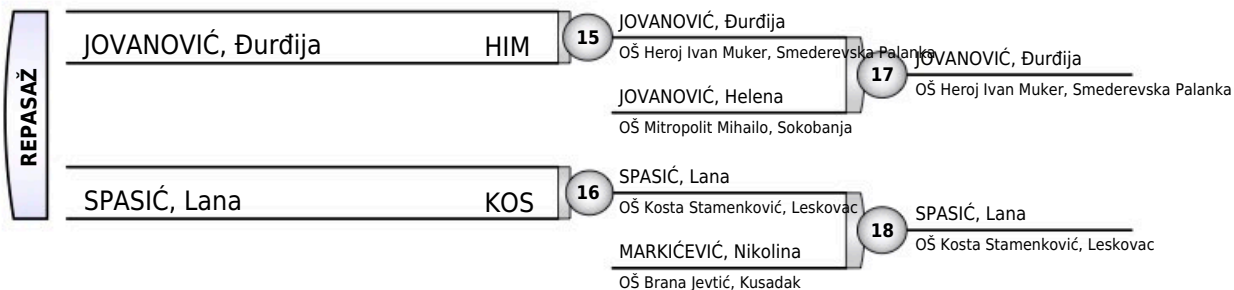 REPASAŽ
JOVANOVIĆ, Đurđija HIM
15
JOVANOVIĆ, Đurđija
OŠ Heroj Ivan Muker, Smederevska Palanka
JOVANOVIĆ, Helena
OŠ Mitropolit Mihailo, Sokobanja
17
JOVANOVIĆ, Đurđija
OŠ Heroj Ivan Muker, Smederevska Palanka
SPASIĆ, Lana KOS
16
SPASIĆ, Lana
OŠ Kosta Stamenković, Leskovac
MARKIĆEVIĆ, Nikolina
OŠ Brana Jevtić, Kusadak
18
SPASIĆ, Lana
OŠ Kosta Stamenković, Leskovac